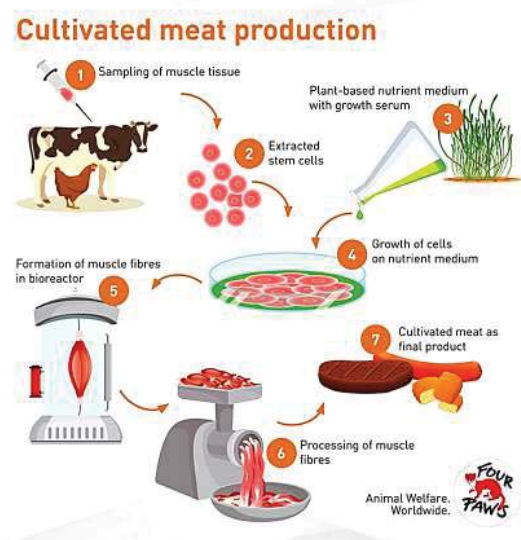 Cultivated meat production
1
Sampling of muscle tissue
2
Extracted
stem cells
Plant-based nutrient medium
with growth serum
3
4
Growth of cells
on nutrient medium
Formation of muscle fibres
in bioreactor
5
6
Processing of muscle
fibres
7
Cultivated meat as
final product
Animal Welfare.
Worldwide.
FOUR
PAWS